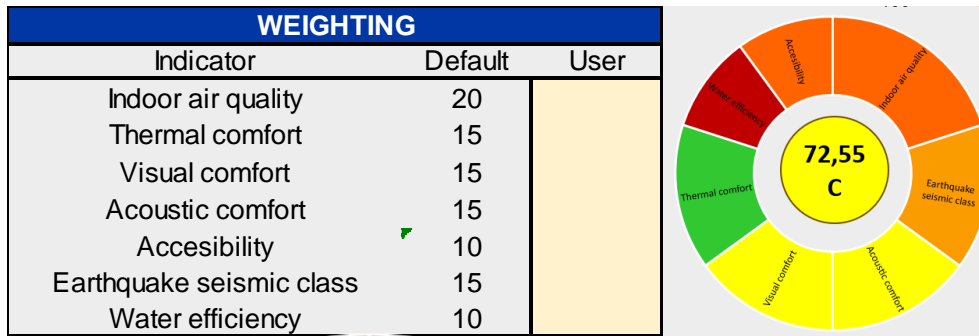 WEIGHTING
Indicator Default User
Indoor air quality 20
Thermal comfort 15
Visual comfort 15
Acoustic comfort 15
Accesibility 10
Earthquake seismic class 15
Water efficiency 10
Accesibility
Indoor air quality
Water efficiency
72,55
C
Thermal comfort
Earthquake
seismic class
Visual comfort
Acoustic comfort